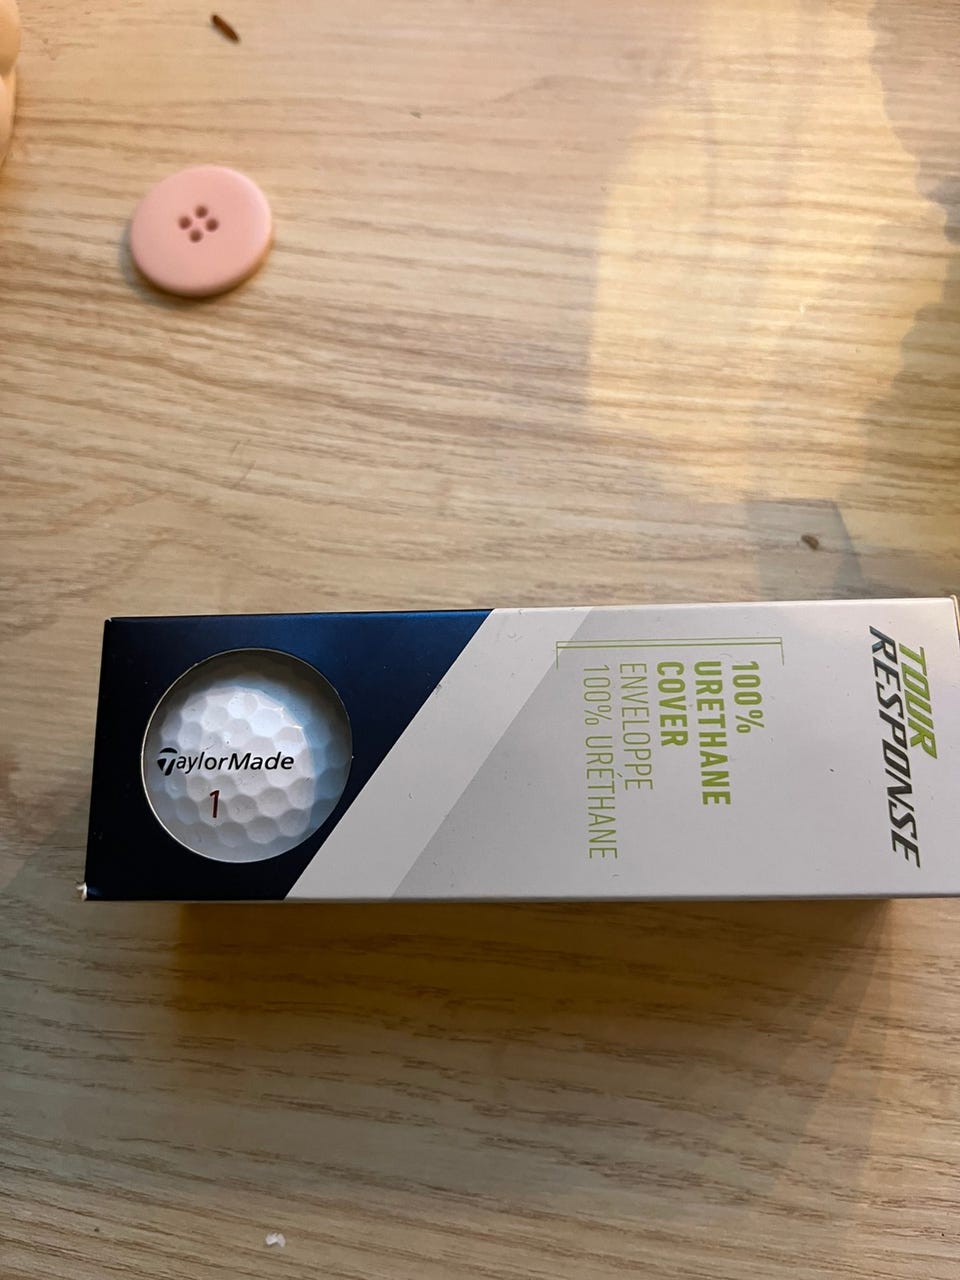 TaylorMade
1
100%
URETHANE
COVER
ENVELOPPE
100% URÉTHANE
TOUR
RESPONSE